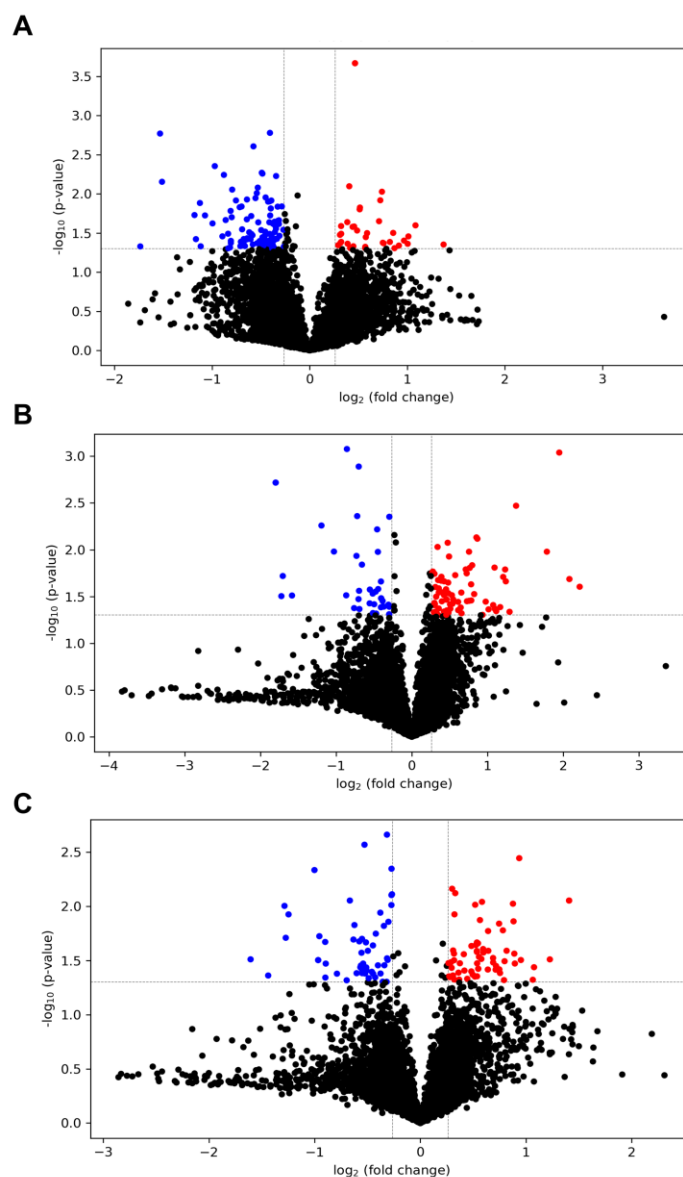 A
3.5
3.0
2.5
2.0
1.5
1.0
0.5
0.0
-log₁₀ (p-value)
−2 −1 0 1 2 3
log₂ (fold change)
B
3.0
2.5
2.0
1.5
1.0
0.5
0.0
-log₁₀ (p-value)
−4 −3 −2 −1 0 1 2 3
log₂ (fold change)
C
2.5
2.0
1.5
1.0
0.5
0.0
-log₁₀ (p-value)
−3 −2 −1 0 1 2
log₂ (fold change)